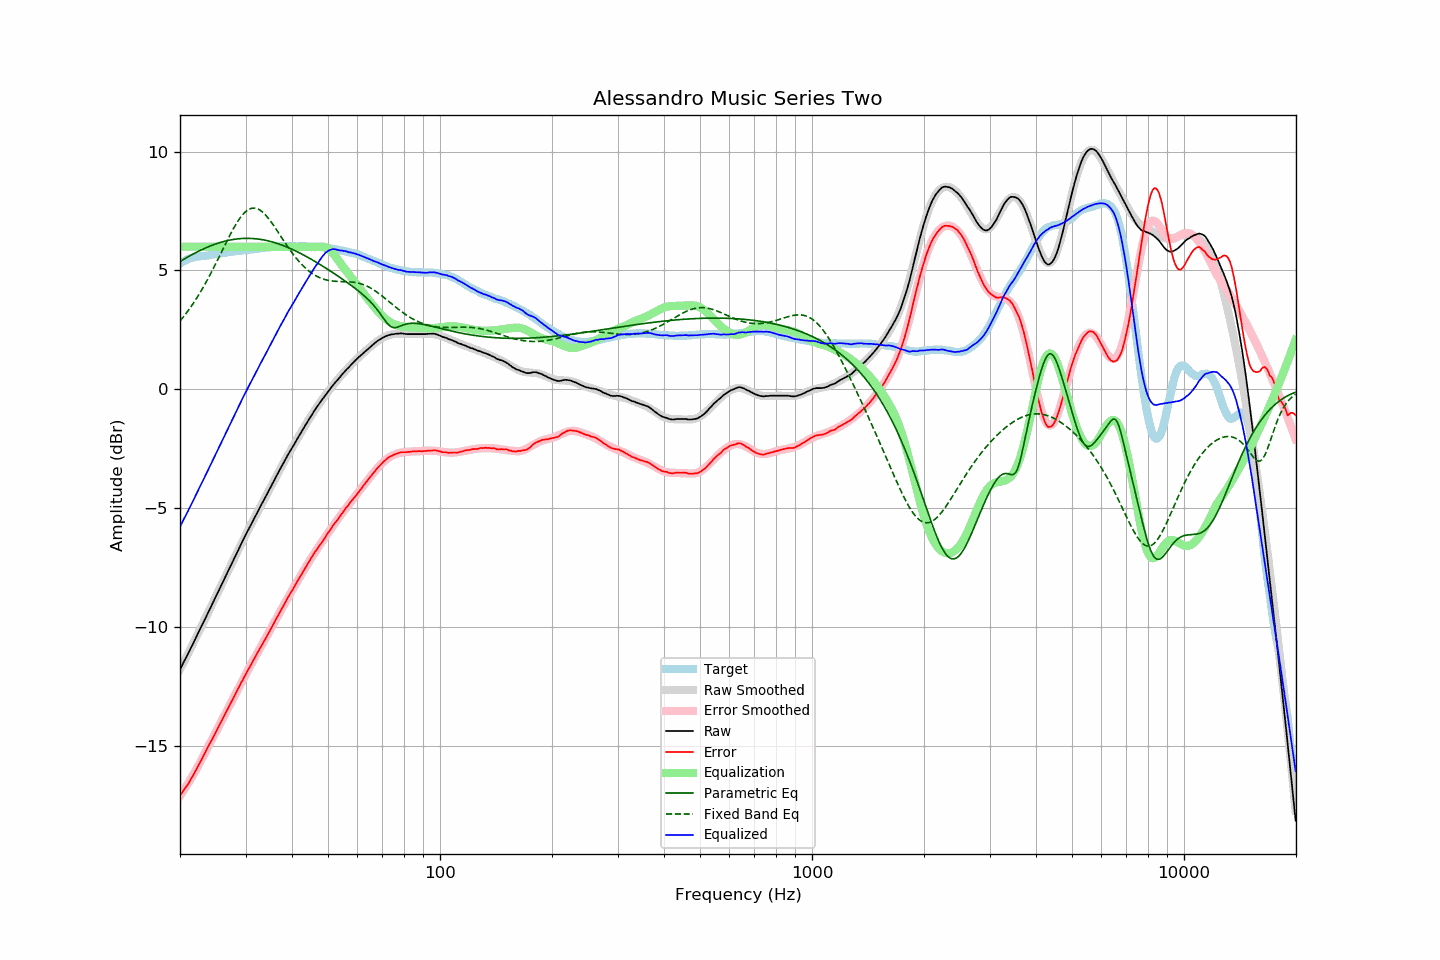 Alessandro Music Series Two
Amplitude (dBr)
10
5
0
−5
−10
−15
100
1000
10000
Frequency (Hz)
Target
Raw Smoothed
Error Smoothed
Raw
Error
Equalization
Parametric Eq
Fixed Band Eq
Equalized